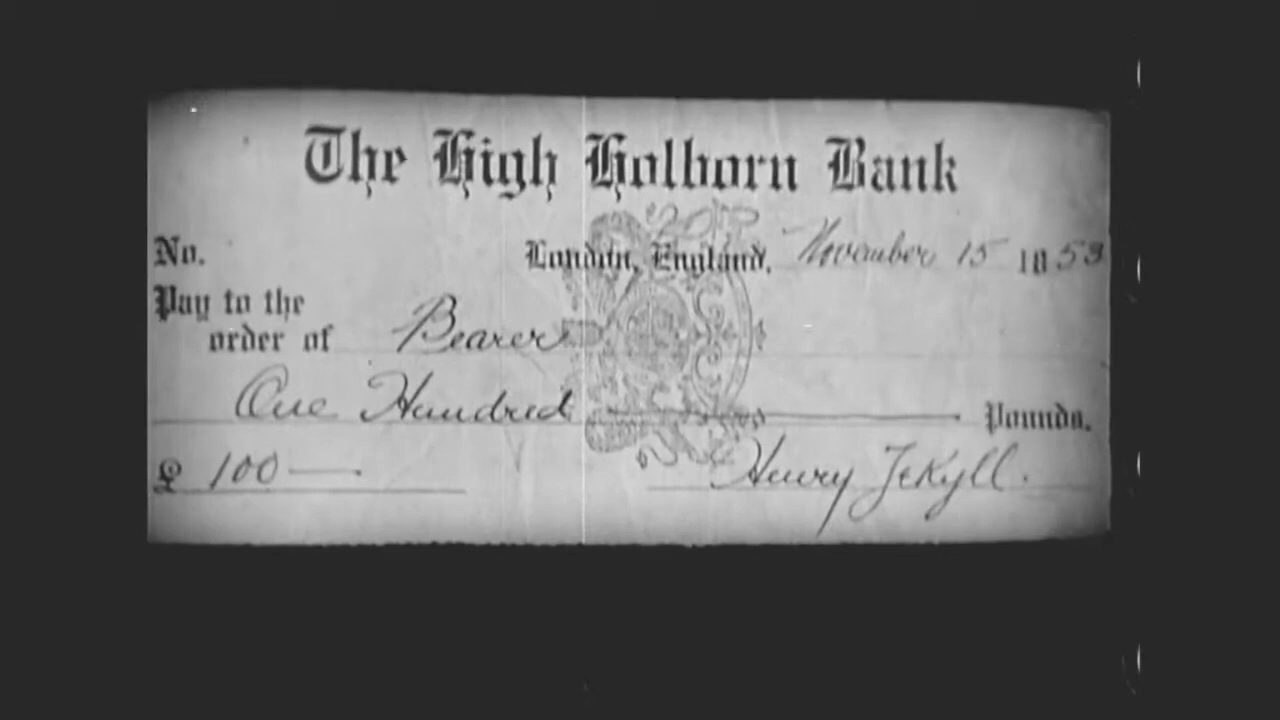 The High Holborn Bank
No. London, England, November 15 1853
Pay to the
order of Bearer
One Hundred Pounds.
£ 100 Henry Jekyll.